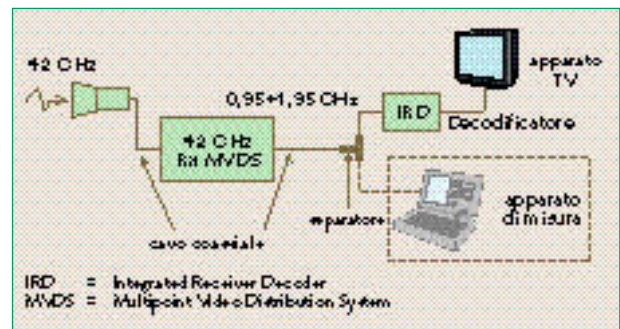 42 GHz
apparato
TV
0,95÷1,95 GHz
IRD
Decodificatore
42 GHz
Rx MVDS
separatore
apparato
di misura
cavo coassiale
IRD = Integrated Receiver Decoder
MVDS = Multipoint Video Distribution System